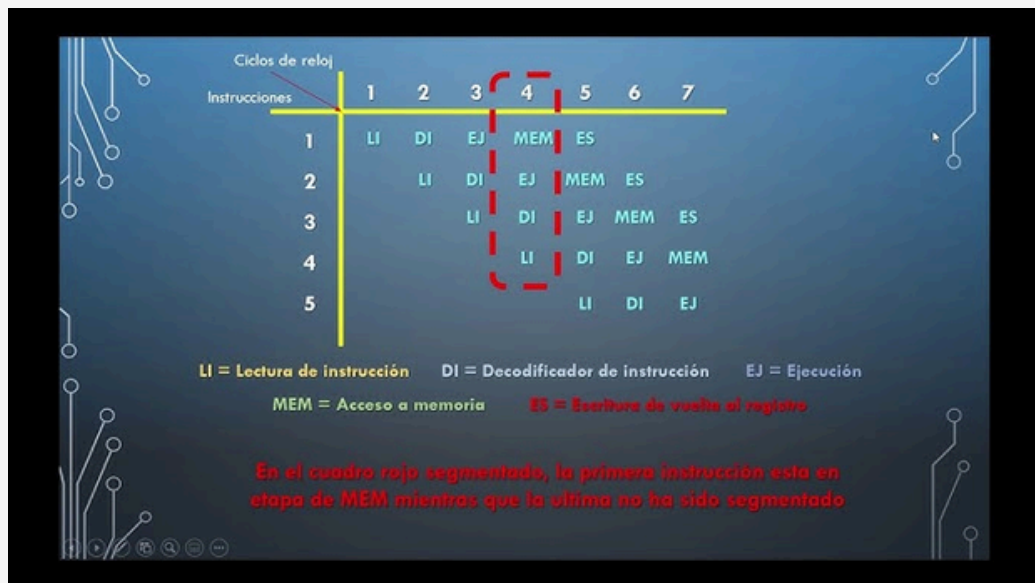 Ciclos de reloj
Instrucciones
1 2 3 4 5 6 7
1 LI DI EJ MEM ES
2 LI DI EJ MEM ES
3 LI DI EJ MEM ES
4 LI DI EJ MEM
5 LI DI EJ
LI = Lectura de instrucción DI = Decodificador de instrucción EJ = Ejecución
MEM = Acceso a memoria ES = Escritura de vuelta al registro
En el cuadro rojo segmentado, la primera instrucción esta en
etapa de MEM mientras que la ultima no ha sido segmentado